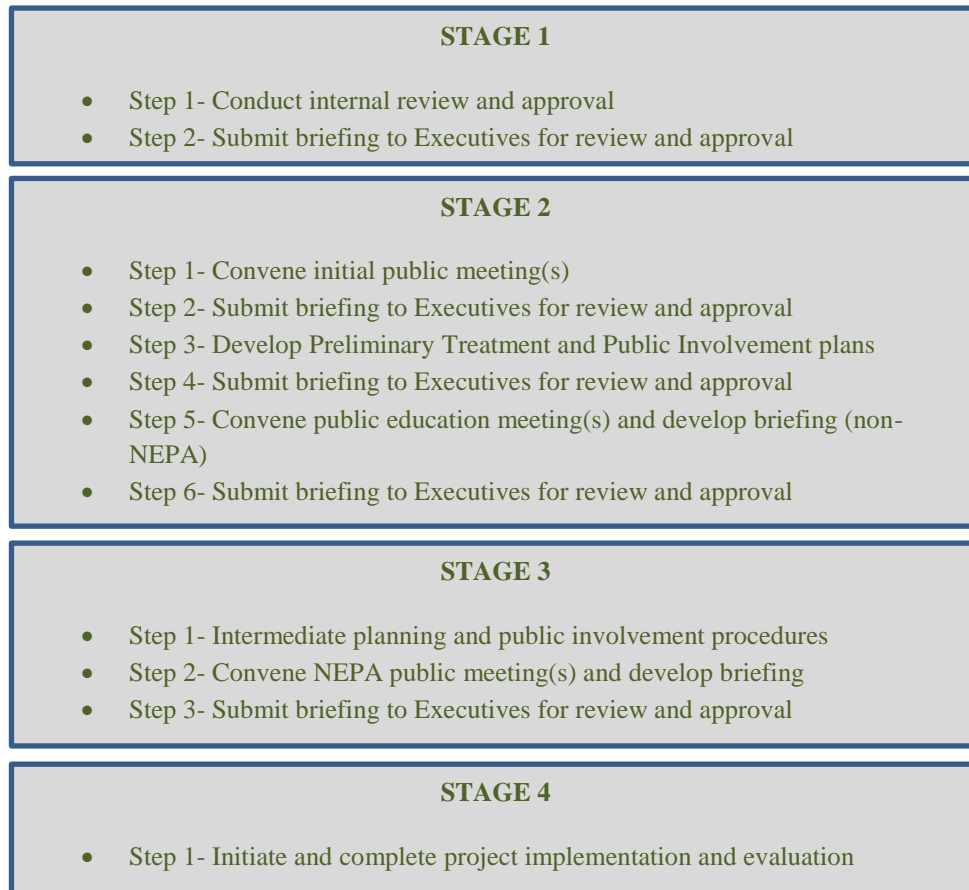 STAGE 1
• Step 1- Conduct internal review and approval
• Step 2- Submit briefing to Executives for review and approval
STAGE 2
• Step 1- Convene initial public meeting(s)
• Step 2- Submit briefing to Executives for review and approval
• Step 3- Develop Preliminary Treatment and Public Involvement plans
• Step 4- Submit briefing to Executives for review and approval
• Step 5- Convene public education meeting(s) and develop briefing (non-
NEPA)
• Step 6- Submit briefing to Executives for review and approval
STAGE 3
• Step 1- Intermediate planning and public involvement procedures
• Step 2- Convene NEPA public meeting(s) and develop briefing
• Step 3- Submit briefing to Executives for review and approval
STAGE 4
• Step 1- Initiate and complete project implementation and evaluation